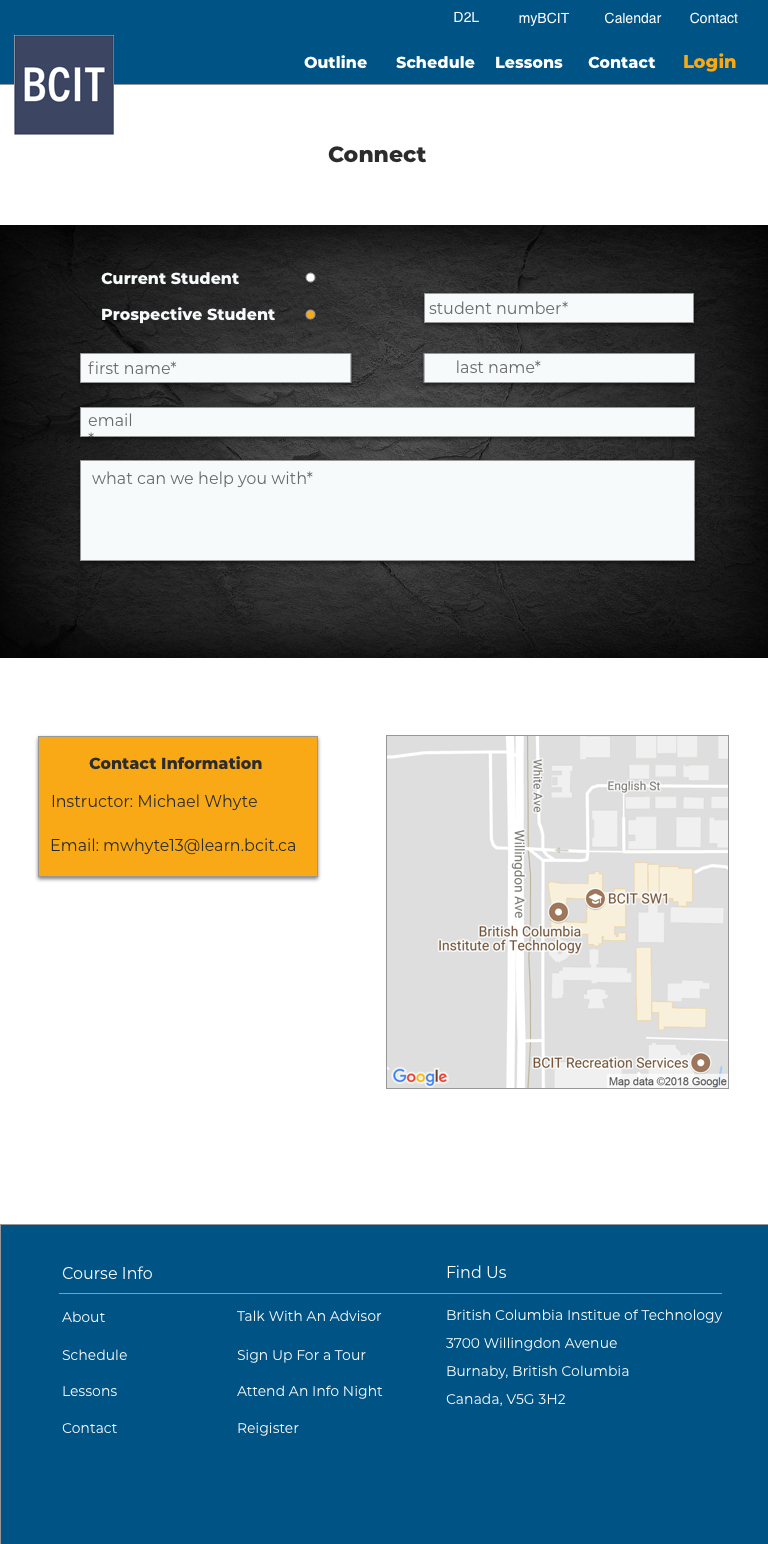 D2L myBCIT Calendar Contact
BCIT
Outline Schedule Lessons Contact Login
Connect
Current Student
Prospective Student
student number*
first name*
last name*
email
*
what can we help you with*
Contact Information
Instructor: Michael Whyte
Email: mwhyte13@learn.bcit.ca
White Ave
English St
Willingdon Ave
BCIT SW1
British Columbia
Institute of Technology
BCIT Recreation Services
Google
Map data ©2018 Google
Course Info
Find Us
About
Talk With An Advisor
British Columbia Institue of Technology
3700 Willingdon Avenue
Schedule
Sign Up For a Tour
Burnaby, British Columbia
Lessons
Attend An Info Night
Canada, V5G 3H2
Contact
Reigister